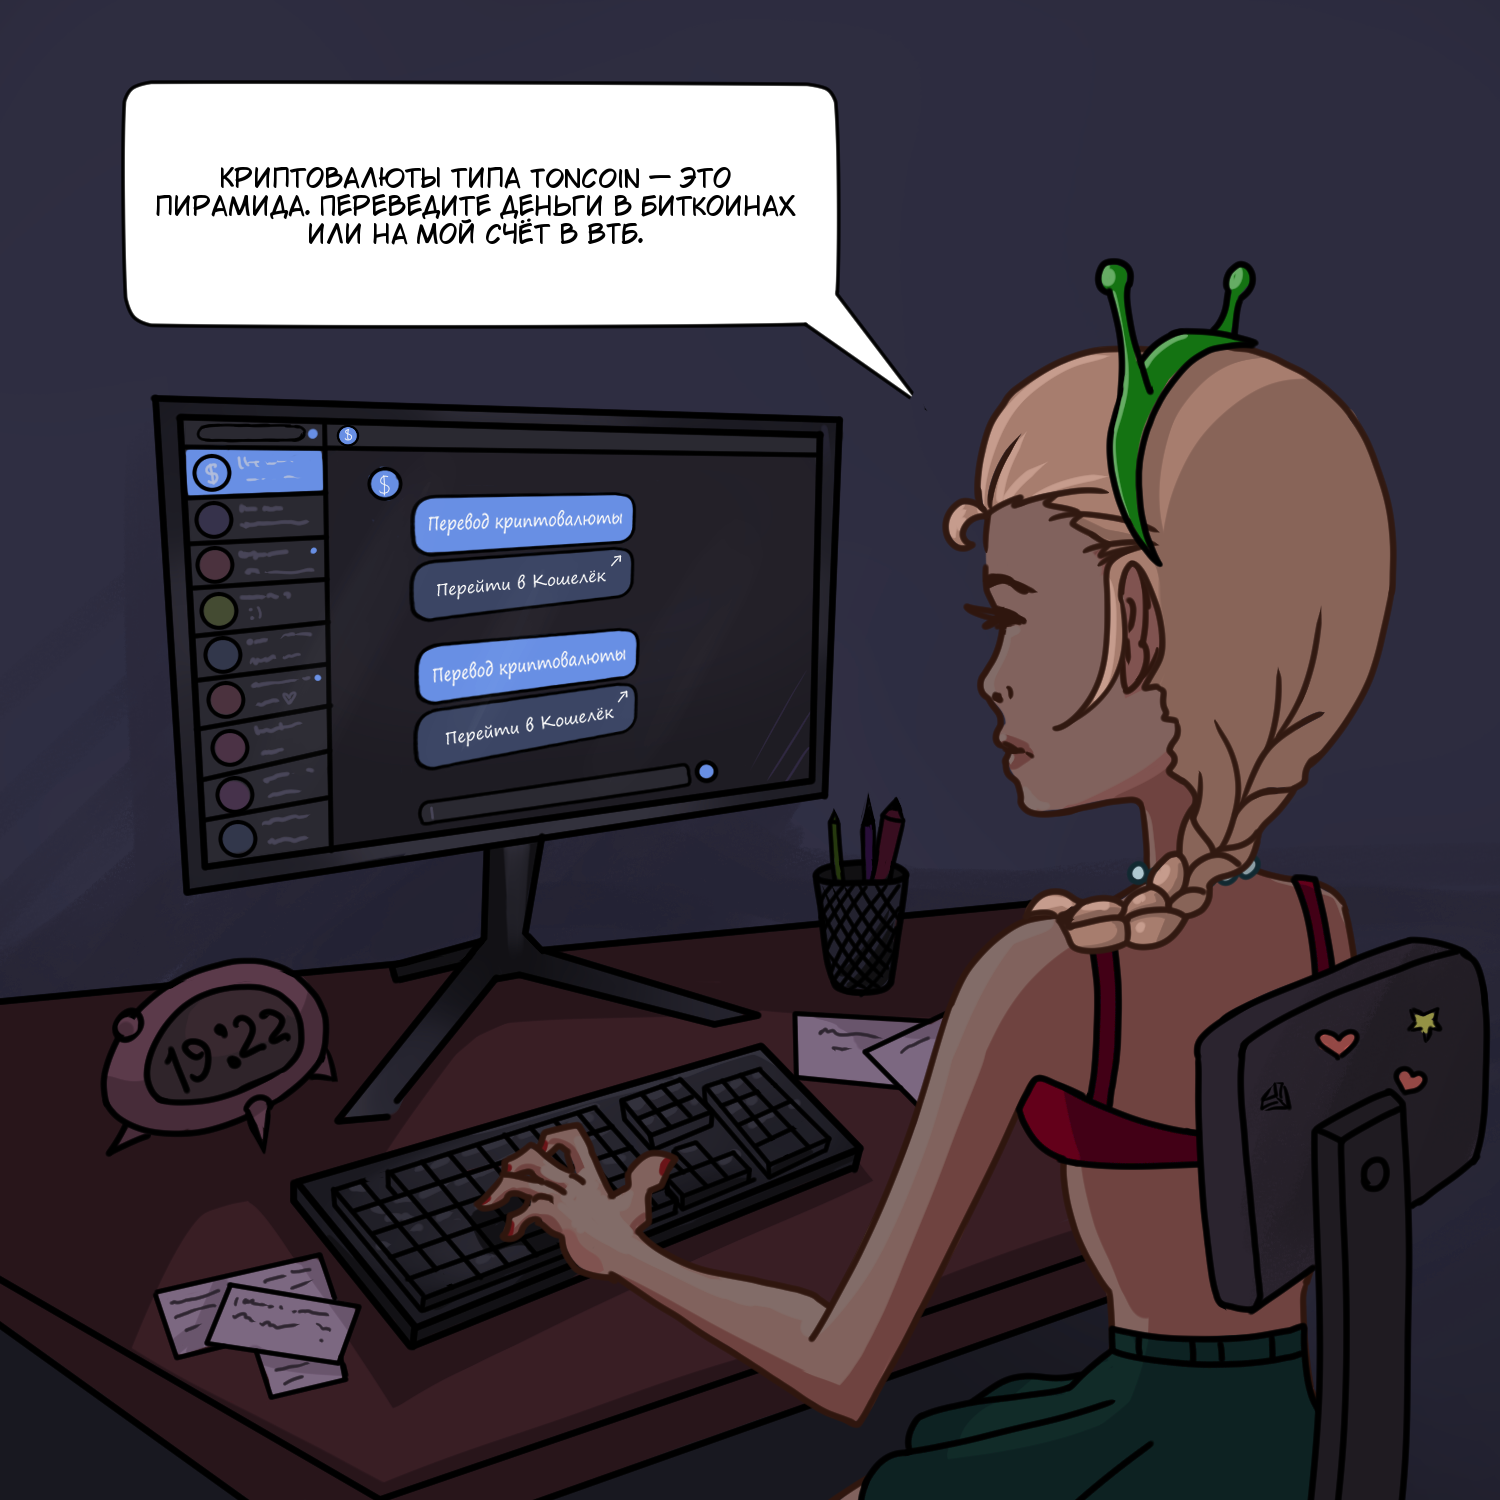 КРИПТОВАЛЮТЫ ТИПА TONCOIN — ЭТО
ПИРАМИДА. ПЕРЕВЕДИТЕ ДЕНЬГИ В БИТКОИНАХ
ИЛИ НА МОЙ СЧЁТ В ВТБ.
$
$
$
Перевод криптовалюты
Перейти в Кошелёк
:)
Перевод криптовалюты
Перейти в Кошелёк
19:22